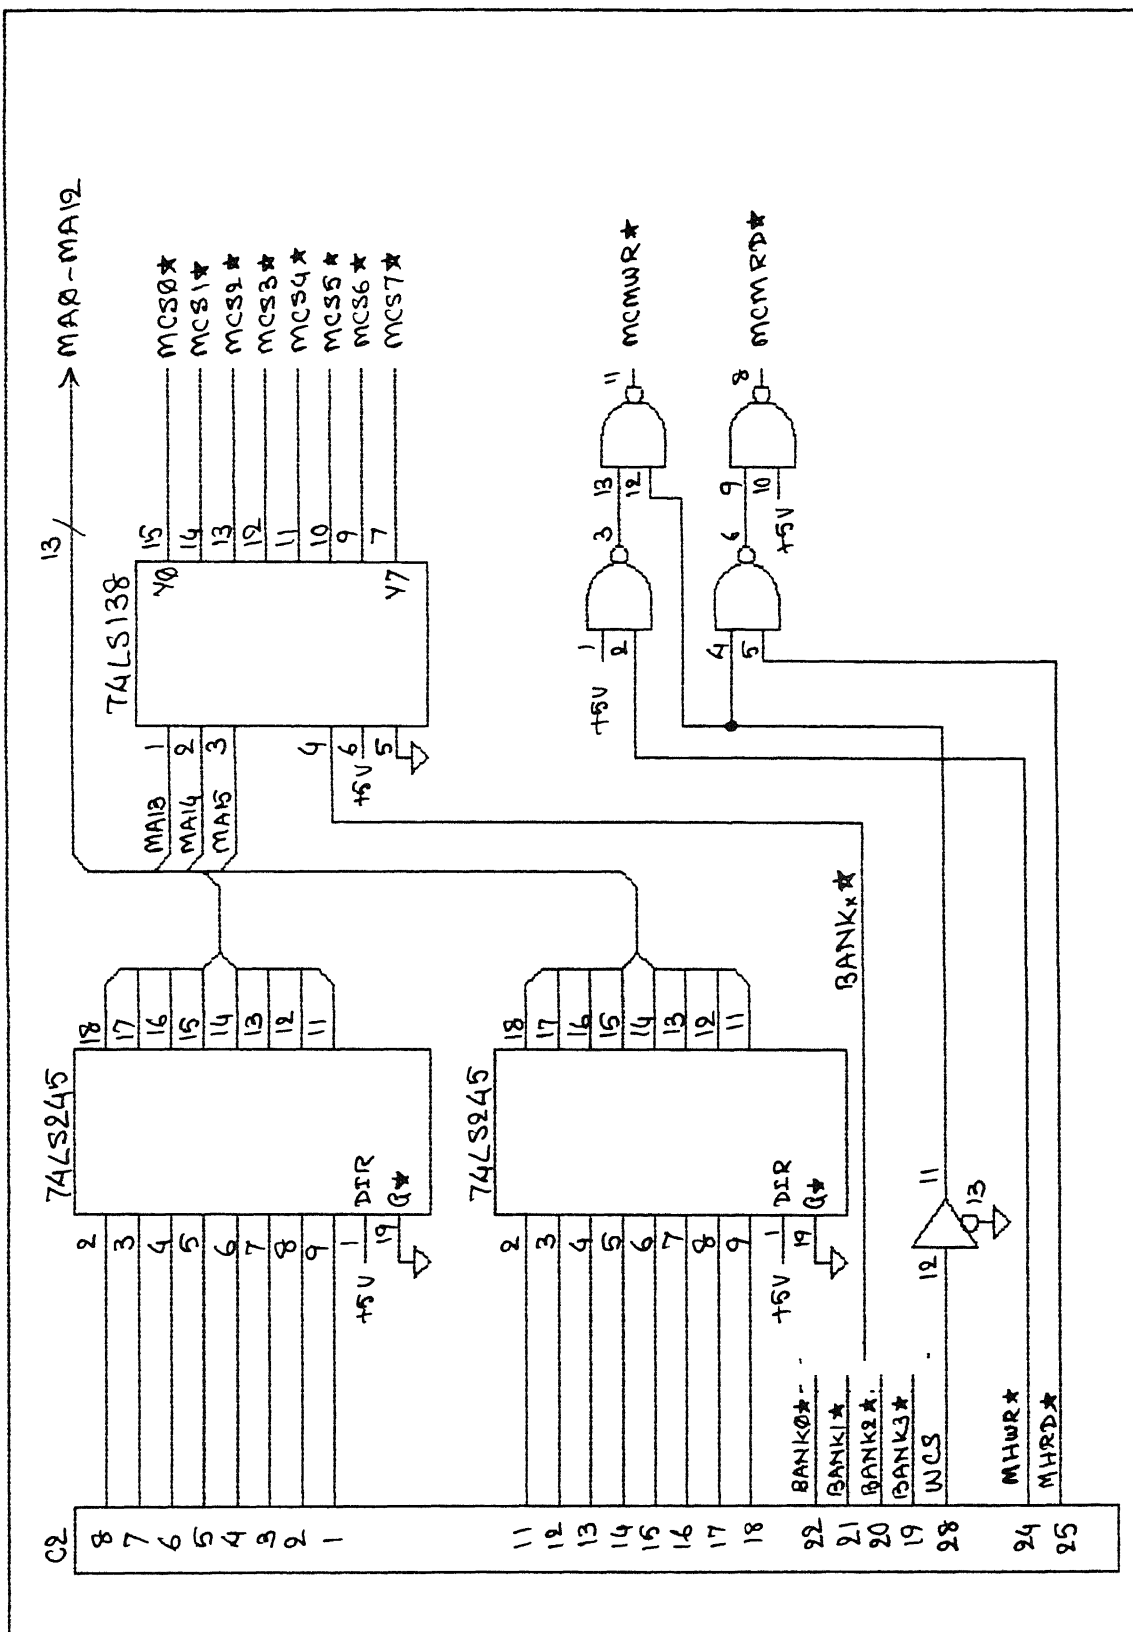 C2
8
7
6
5
4
3
2
1
11
12
13
14
15
16
17
18
22
21
20
19
28
24
25
BANK0★
BANK1★
BANK2★
BANK3★
WCS
MHWR★
MHRD★
74LS245
2
3
4
5
6
7
8
9
+5V 1 DIR
19 G★
18
17
16
15
14
13
12
11
74LS245
2
3
4
5
6
7
8
9
+5V 1 DIR
19 G★
18
17
16
15
14
13
12
11
12
11
13
BANKx★
MA13
MA14
MA15
74LS138
1
2
3
4
+5V 6
5
Y0 15
14
13
12
11
10
9
Y7 7
13
MA0-MA12
MCS0★
MCS1★
MCS2★
MCS3★
MCS4★
MCS5★
MCS6★
MCS7★
+5V 1
2
3
13
12
11
MCMWR★
4
5
6
9
+5V 10
8
MCMRD★